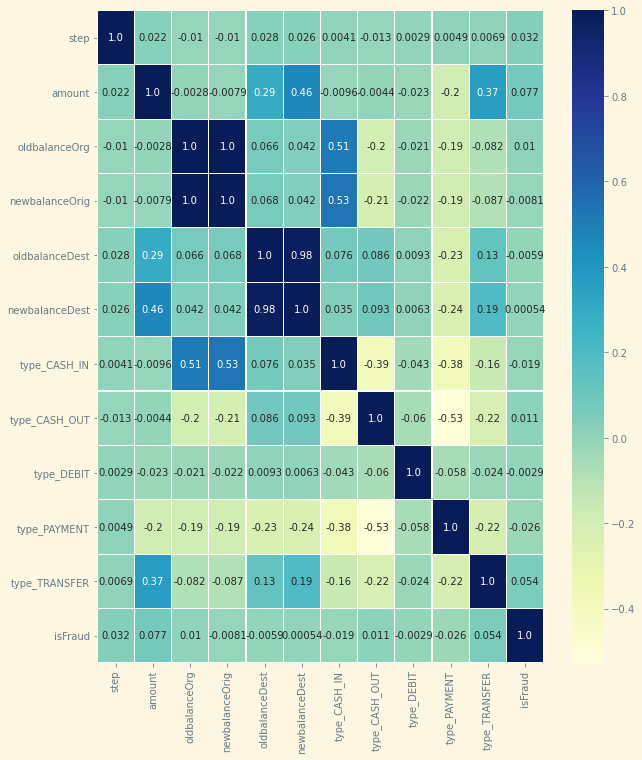 step 1.0 0.022 -0.01 -0.01 0.028 0.026 0.0041 -0.013 0.0029 0.0049 0.0069 0.032
amount 0.022 1.0 -0.0028 -0.0079 0.29 0.46 -0.0096 -0.0044 -0.023 -0.2 0.37 0.077
oldbalanceOrg -0.01 -0.0028 1.0 1.0 0.066 0.042 0.51 -0.2 -0.021 -0.19 -0.082 0.01
newbalanceOrig -0.01 -0.0079 1.0 1.0 0.068 0.042 0.53 -0.21 -0.022 -0.19 -0.087 -0.0081
oldbalanceDest 0.028 0.29 0.066 0.068 1.0 0.98 0.076 0.086 0.0093 -0.23 0.13 -0.0059
newbalanceDest 0.026 0.46 0.042 0.042 0.98 1.0 0.035 0.093 0.0063 -0.24 0.19 0.00054
type_CASH_IN 0.0041 -0.0096 0.51 0.53 0.076 0.035 1.0 -0.39 -0.043 -0.38 -0.16 -0.019
type_CASH_OUT -0.013 -0.0044 -0.2 -0.21 0.086 0.093 -0.39 1.0 -0.06 -0.53 -0.22 0.011
type_DEBIT 0.0029 -0.023 -0.021 -0.022 0.0093 0.0063 -0.043 -0.06 1.0 -0.058 -0.024 -0.0029
type_PAYMENT 0.0049 -0.2 -0.19 -0.19 -0.23 -0.24 -0.38 -0.53 -0.058 1.0 -0.22 -0.026
type_TRANSFER 0.0069 0.37 -0.082 -0.087 0.13 0.19 -0.16 -0.22 -0.024 -0.22 1.0 0.054
isFraud 0.032 0.077 0.01 -0.0081 -0.0059 0.00054 -0.019 0.011 -0.0029 -0.026 0.054 1.0
step
amount
oldbalanceOrg
newbalanceOrig
oldbalanceDest
newbalanceDest
type_CASH_IN
type_CASH_OUT
type_DEBIT
type_PAYMENT
type_TRANSFER
isFraud
1.0
0.8
0.6
0.4
0.2
0.0
−0.2
−0.4